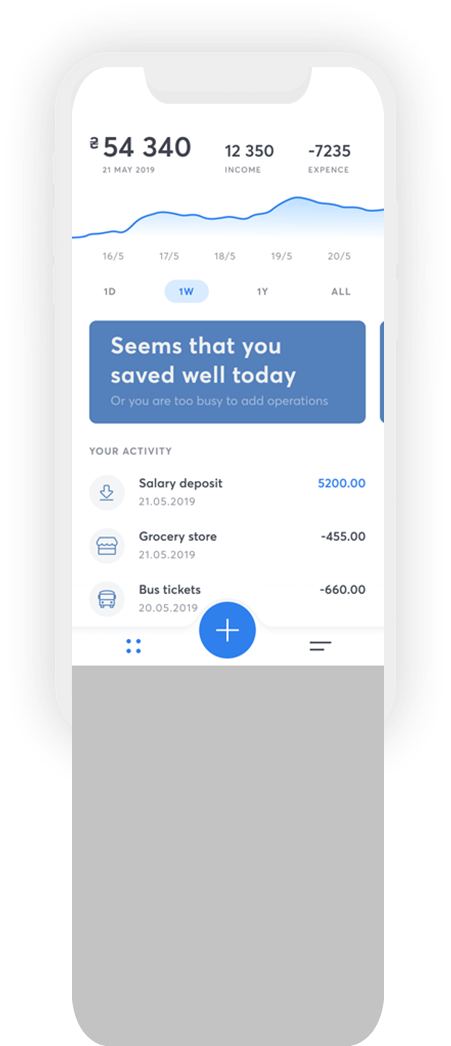 ₴54 340 12 350 -7235
21 MAY 2019 INCOME EXPENCE
16/5 17/5 18/5 19/5 20/5
1D 1W 1Y ALL
Seems that you
saved well today
Or you are too busy to add operations
YOUR ACTIVITY
Salary deposit 5200.00
21.05.2019
Grocery store -455.00
21.05.2019
Bus tickets -660.00
20.05.2019